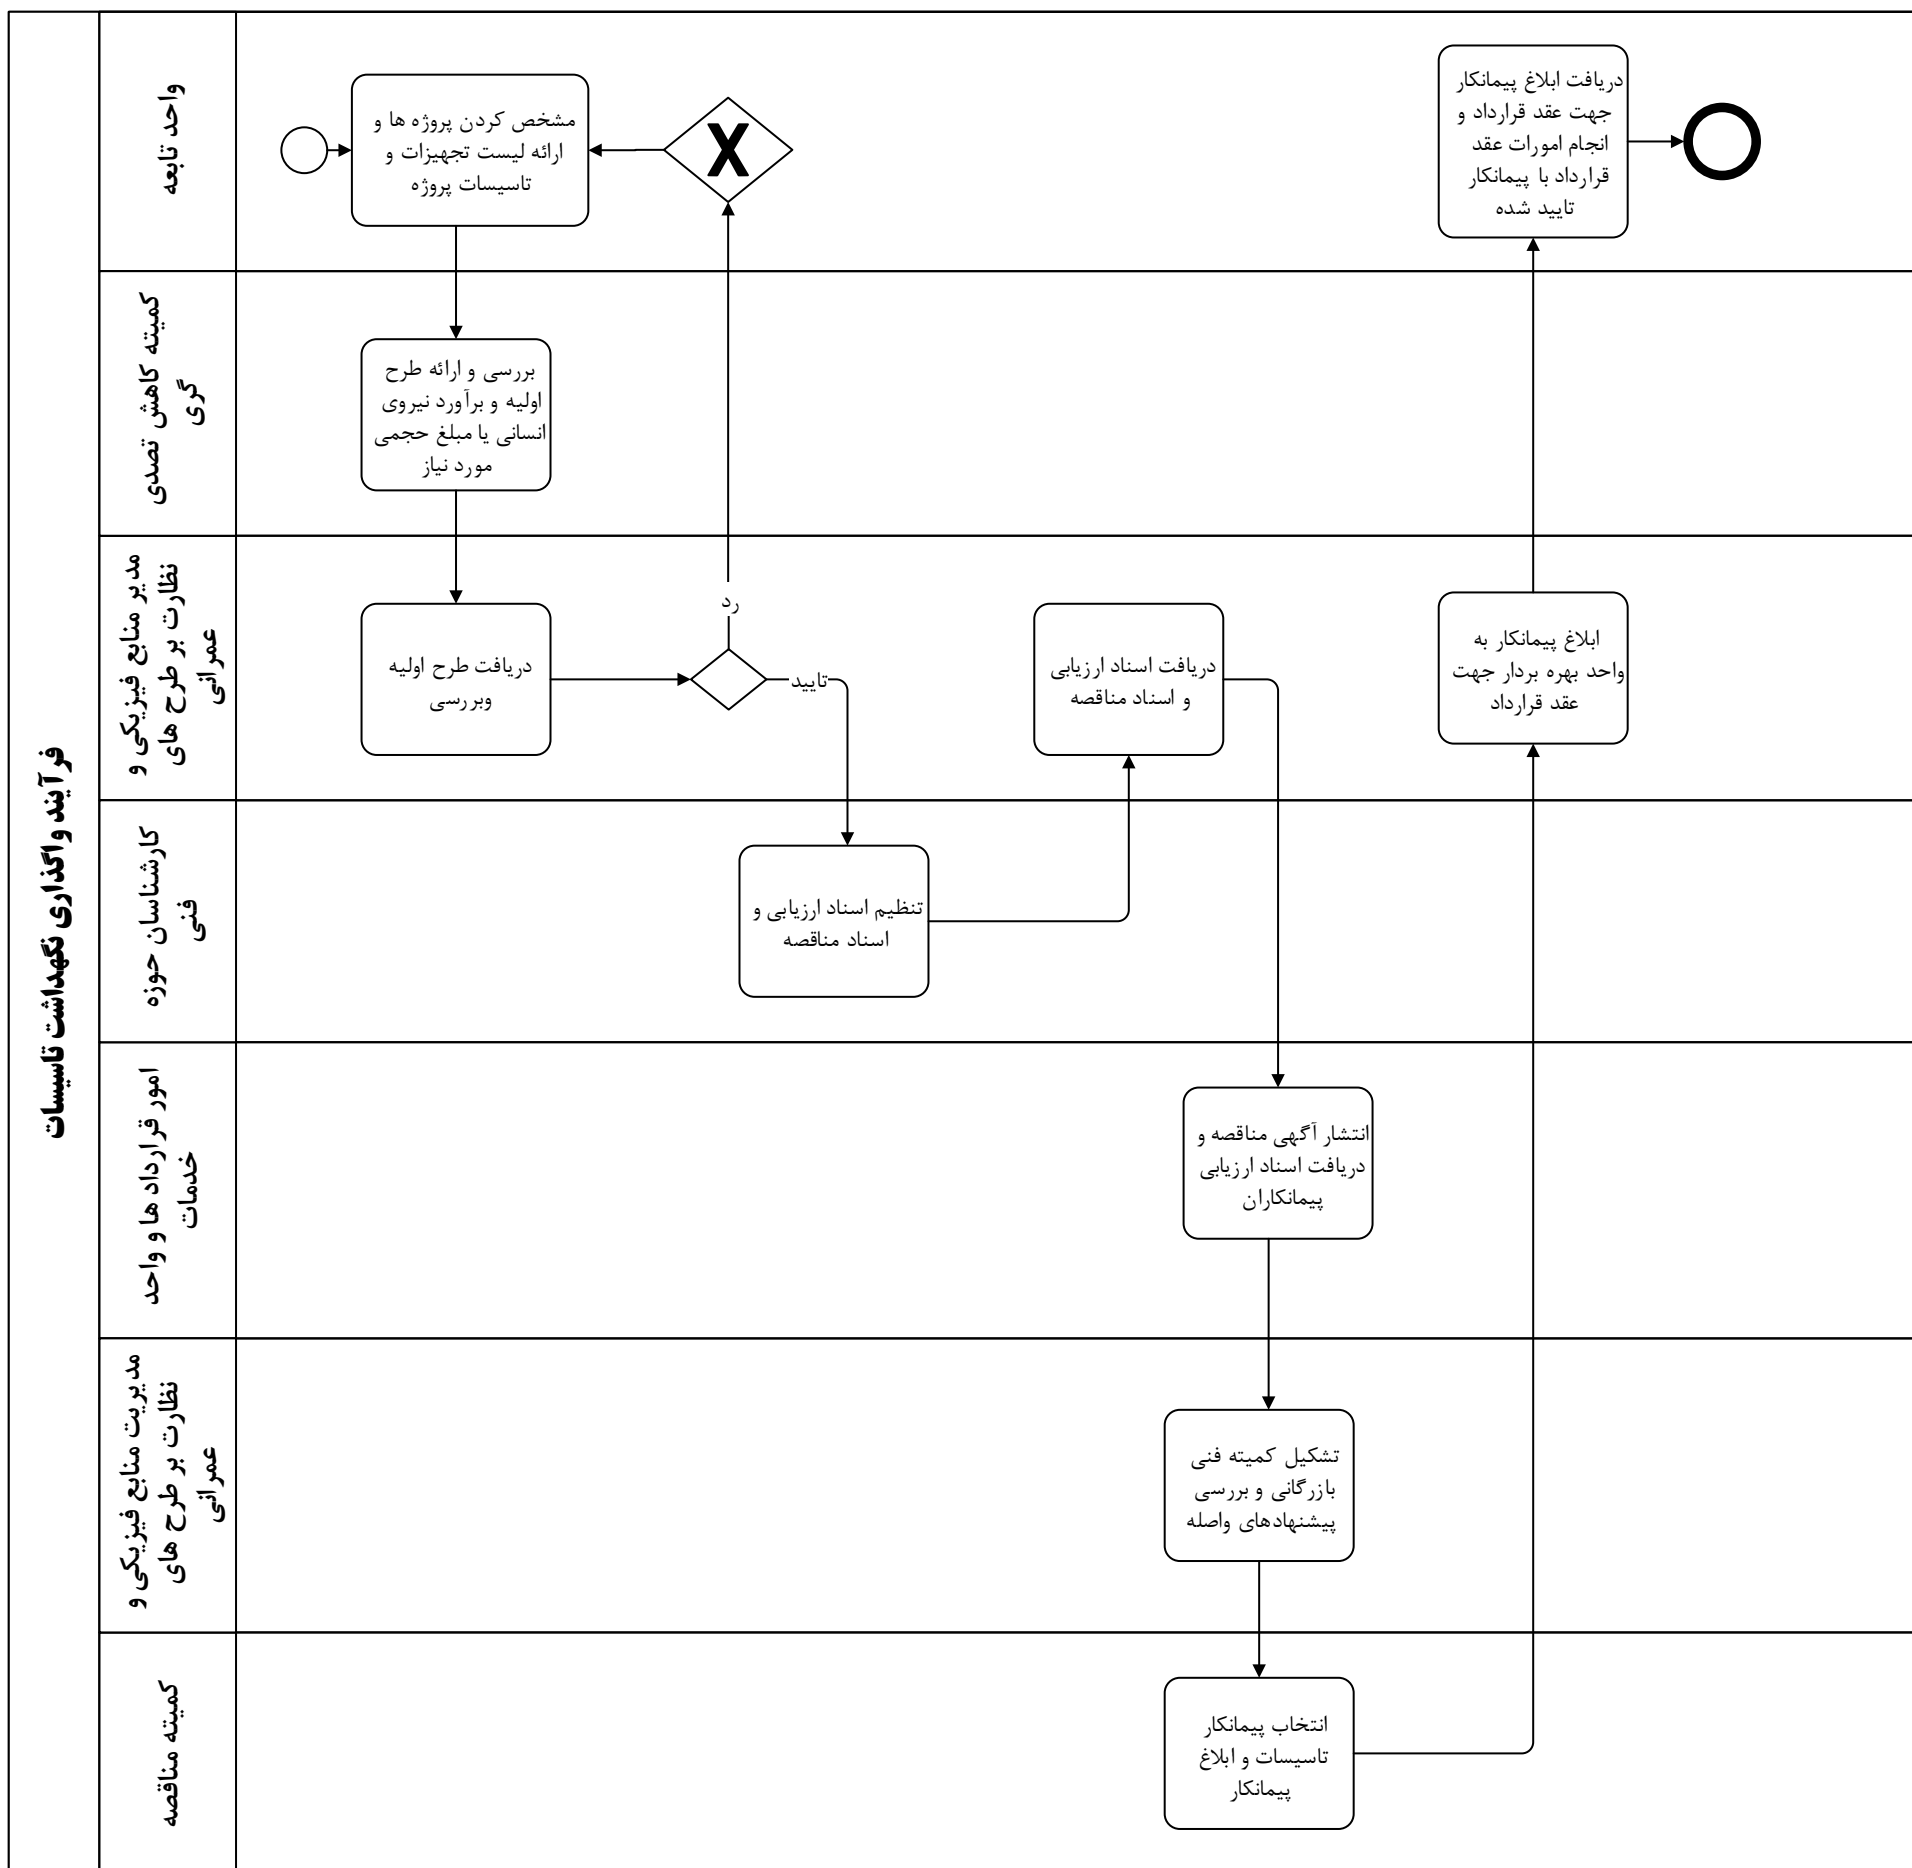 فرآیند واگذاری نگهداشت تاسیسات
واحد تابعه
مشخص کردن پروژه ها و
ارائه لیست تجهیزات و
تاسیسات پروژه
X
دریافت ابلاغ پیمانکار
جهت عقد قرارداد و
انجام امورات عقد
قرارداد با پیمانکار
تایید شده
کمیته کاهش تصدی
گری
بررسی و ارائه طرح
اولیه و برآورد نیروی
انسانی یا مبلغ حجمی
مورد نیاز
مدیر منابع فیزیکی و
نظارت بر طرح های
عمرانی
دریافت طرح اولیه
وبررسی
رد
تایید
دریافت اسناد ارزیابی
و اسناد مناقصه
ابلاغ پیمانکار به
واحد بهره بردار جهت
عقد قرارداد
کارشناسان حوزه
فنی
تنظیم اسناد ارزیابی و
اسناد مناقصه
امور قرارداد ها و واحد
خدمات
انتشار آگهی مناقصه و
دریافت اسناد ارزیابی
پیمانکاران
مدیریت منابع فیزیکی و
نظارت بر طرح های
عمرانی
تشکیل کمیته فنی
بازرگانی و بررسی
پیشنهادهای واصله
کمیته مناقصه
انتخاب پیمانکار
تاسیسات و ابلاغ
پیمانکار